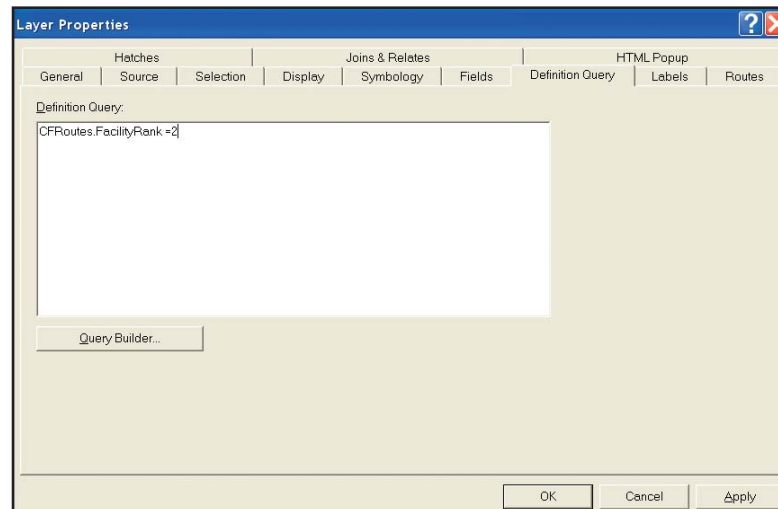 Layer Properties
?
Hatches Joins & Relates HTML Popup
General Source Selection Display Symbology Fields Definition Query Labels Routes
Definition Query:
CFRoutes.FacilityRank =2
Query Builder...
OK Cancel Apply